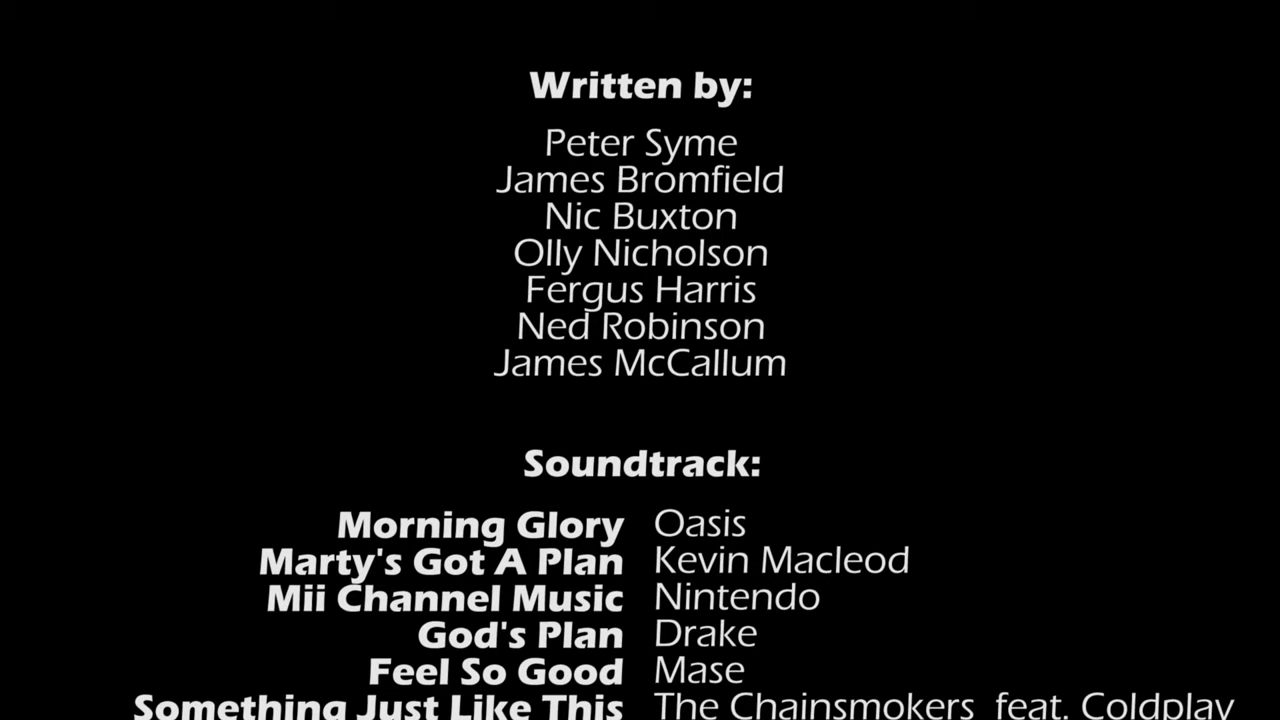 Written by:
Peter Syme
James Bromfield
Nic Buxton
Olly Nicholson
Fergus Harris
Ned Robinson
James McCallum
Soundtrack:
Morning Glory Oasis
Marty's Got A Plan Kevin Macleod
Mii Channel Music Nintendo
God's Plan Drake
Feel So Good Mase
Something Just Like This The Chainsmokers feat. Coldplay